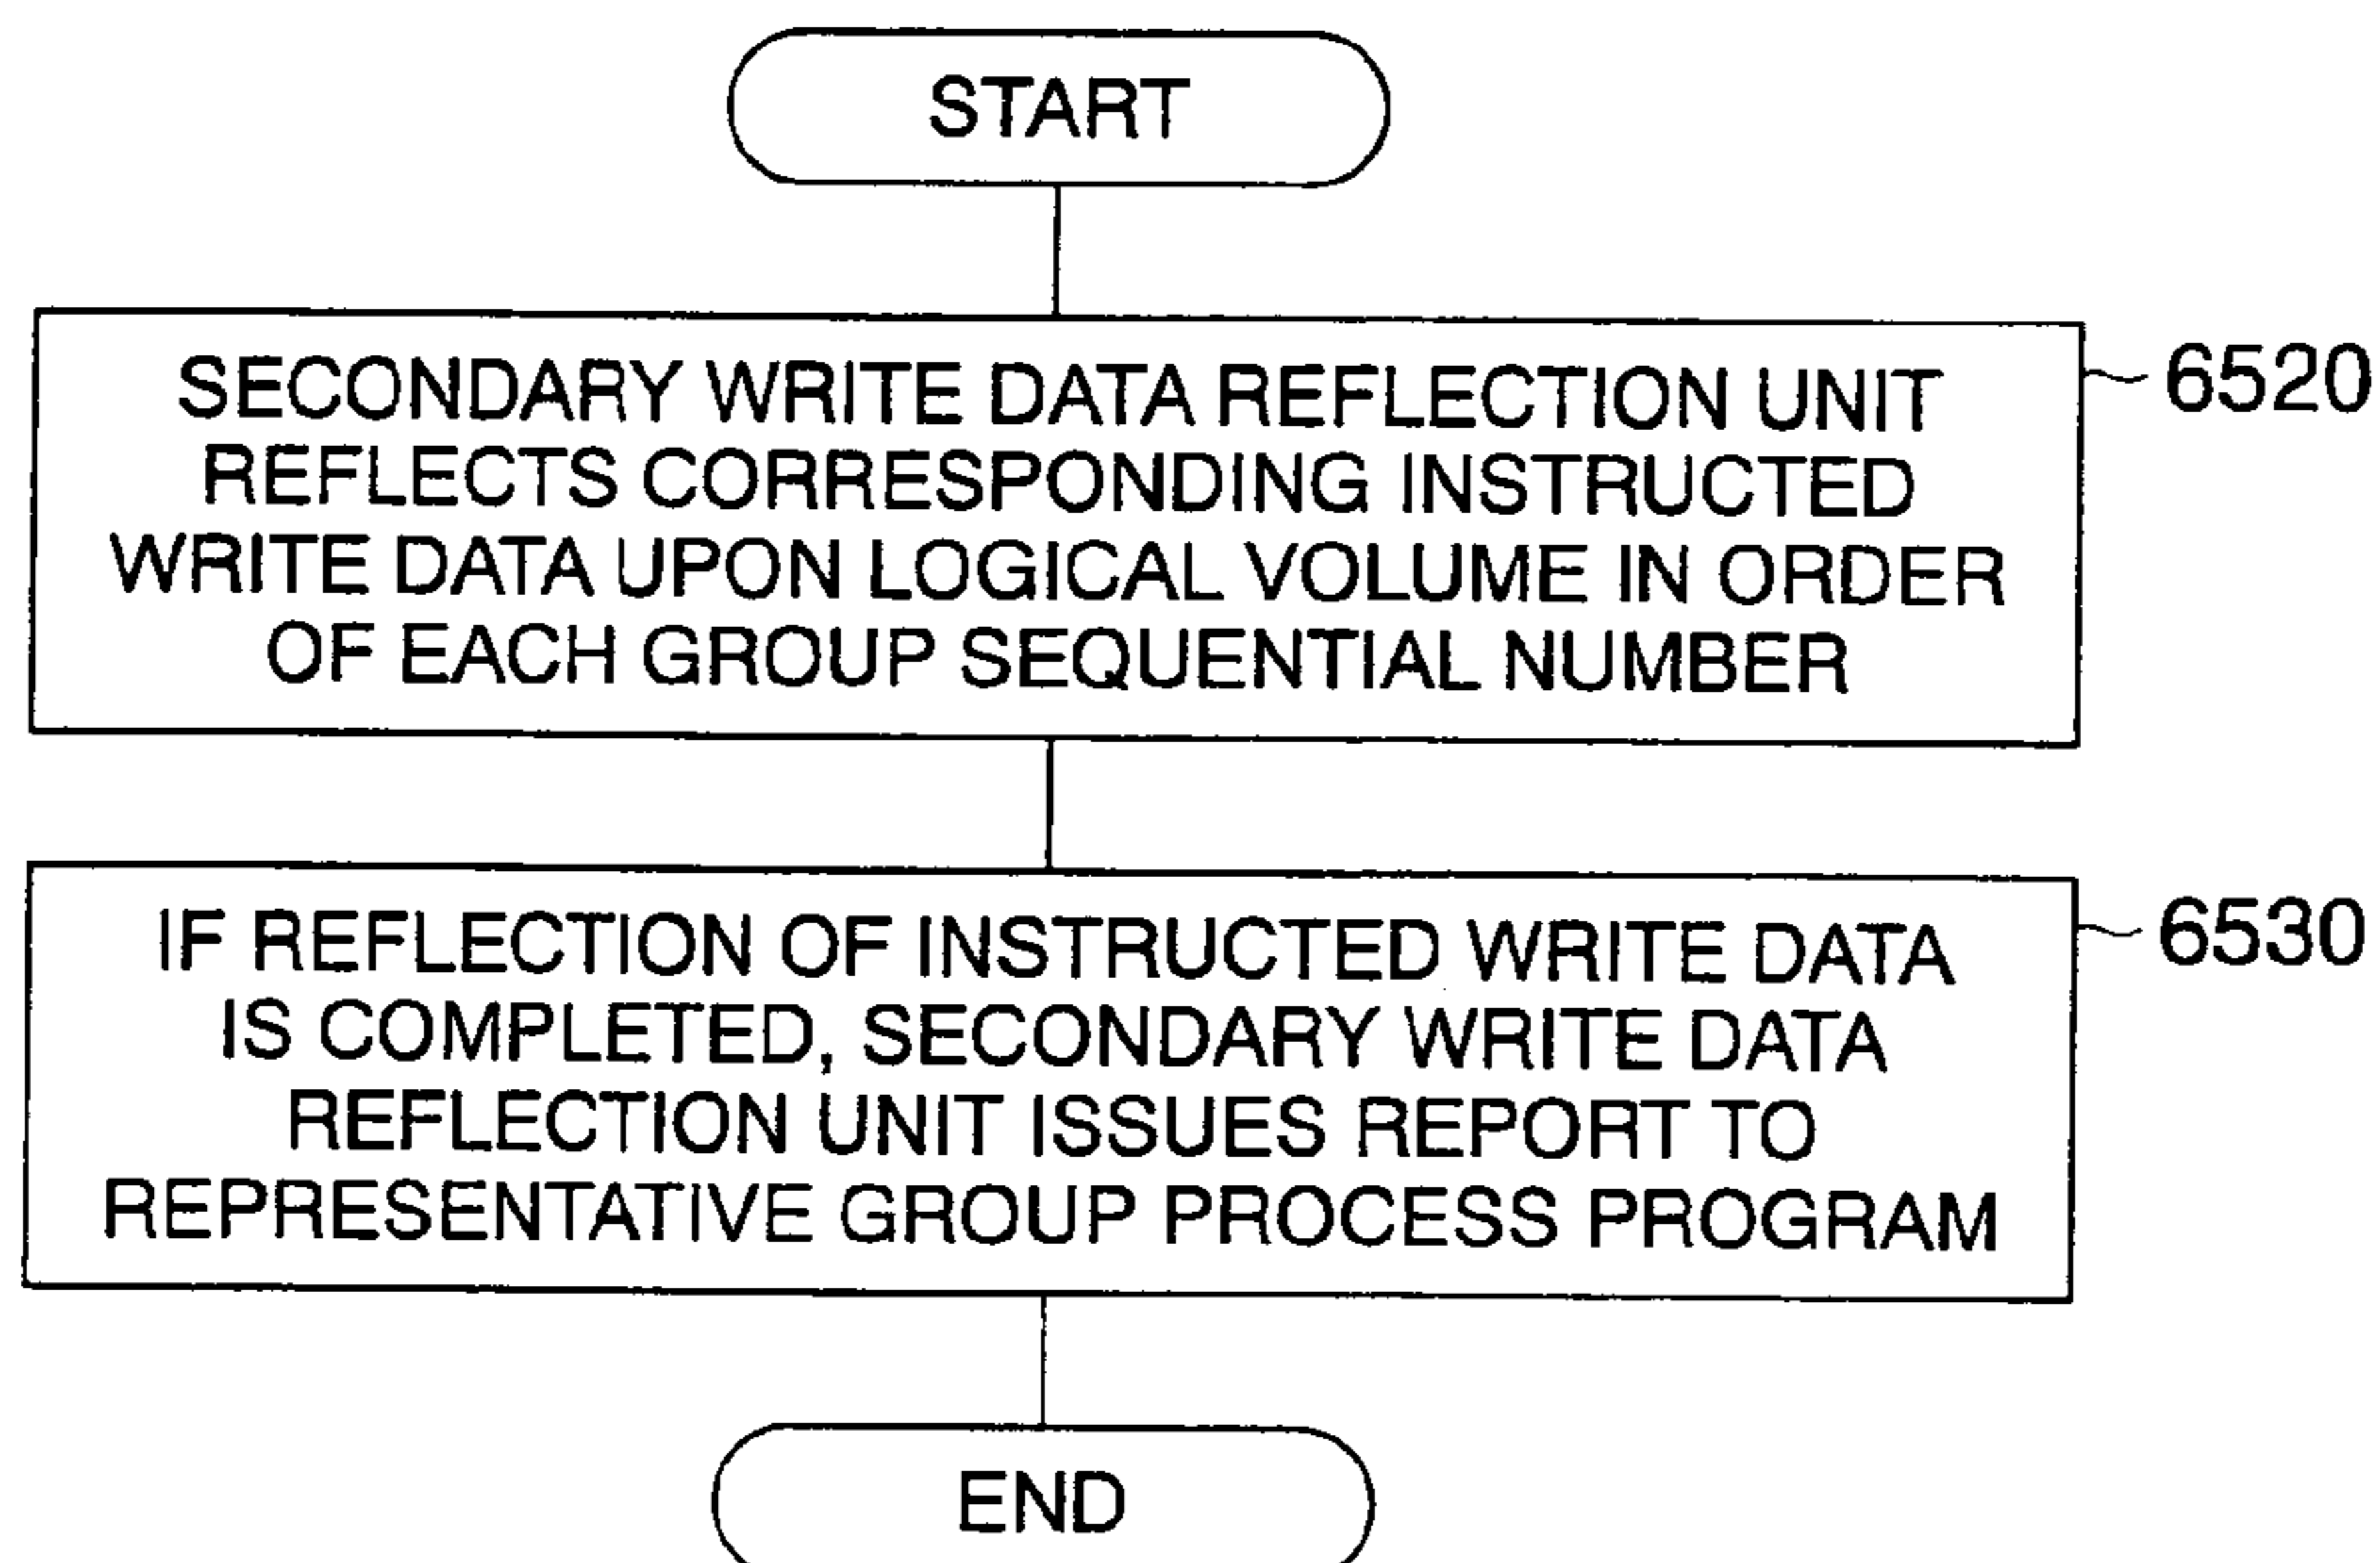 START
SECONDARY WRITE DATA REFLECTION UNIT
6520
REFLECTS CORRESPONDING INSTRUCTED
WRITE DATA UPON LOGICAL VOLUME IN ORDER
OF EACH GROUP SEQUENTIAL NUMBER
IF REFLECTION OF INSTRUCTED WRITE DATA
6530
IS COMPLETED, SECONDARY WRITE DATA
REFLECTION UNIT ISSUES REPORT TO
REPRESENTATIVE GROUP PROCESS PROGRAM
END